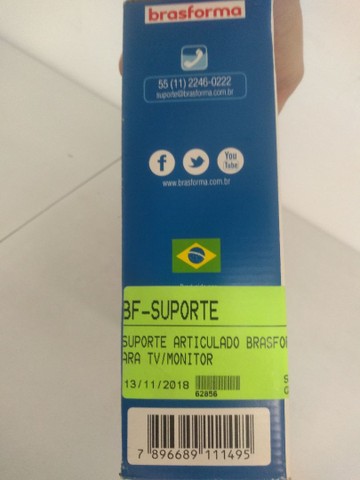 brasforma
55 (11) 2246-0222
suporte@brasforma.com.br
f
You
Tube
www.brasforma.com.br
BF-SUPORTE
SUPORTE ARTICULADO BRASFOR
ARA TV/MONITOR
13/11/2018
62856
7 896689 111495